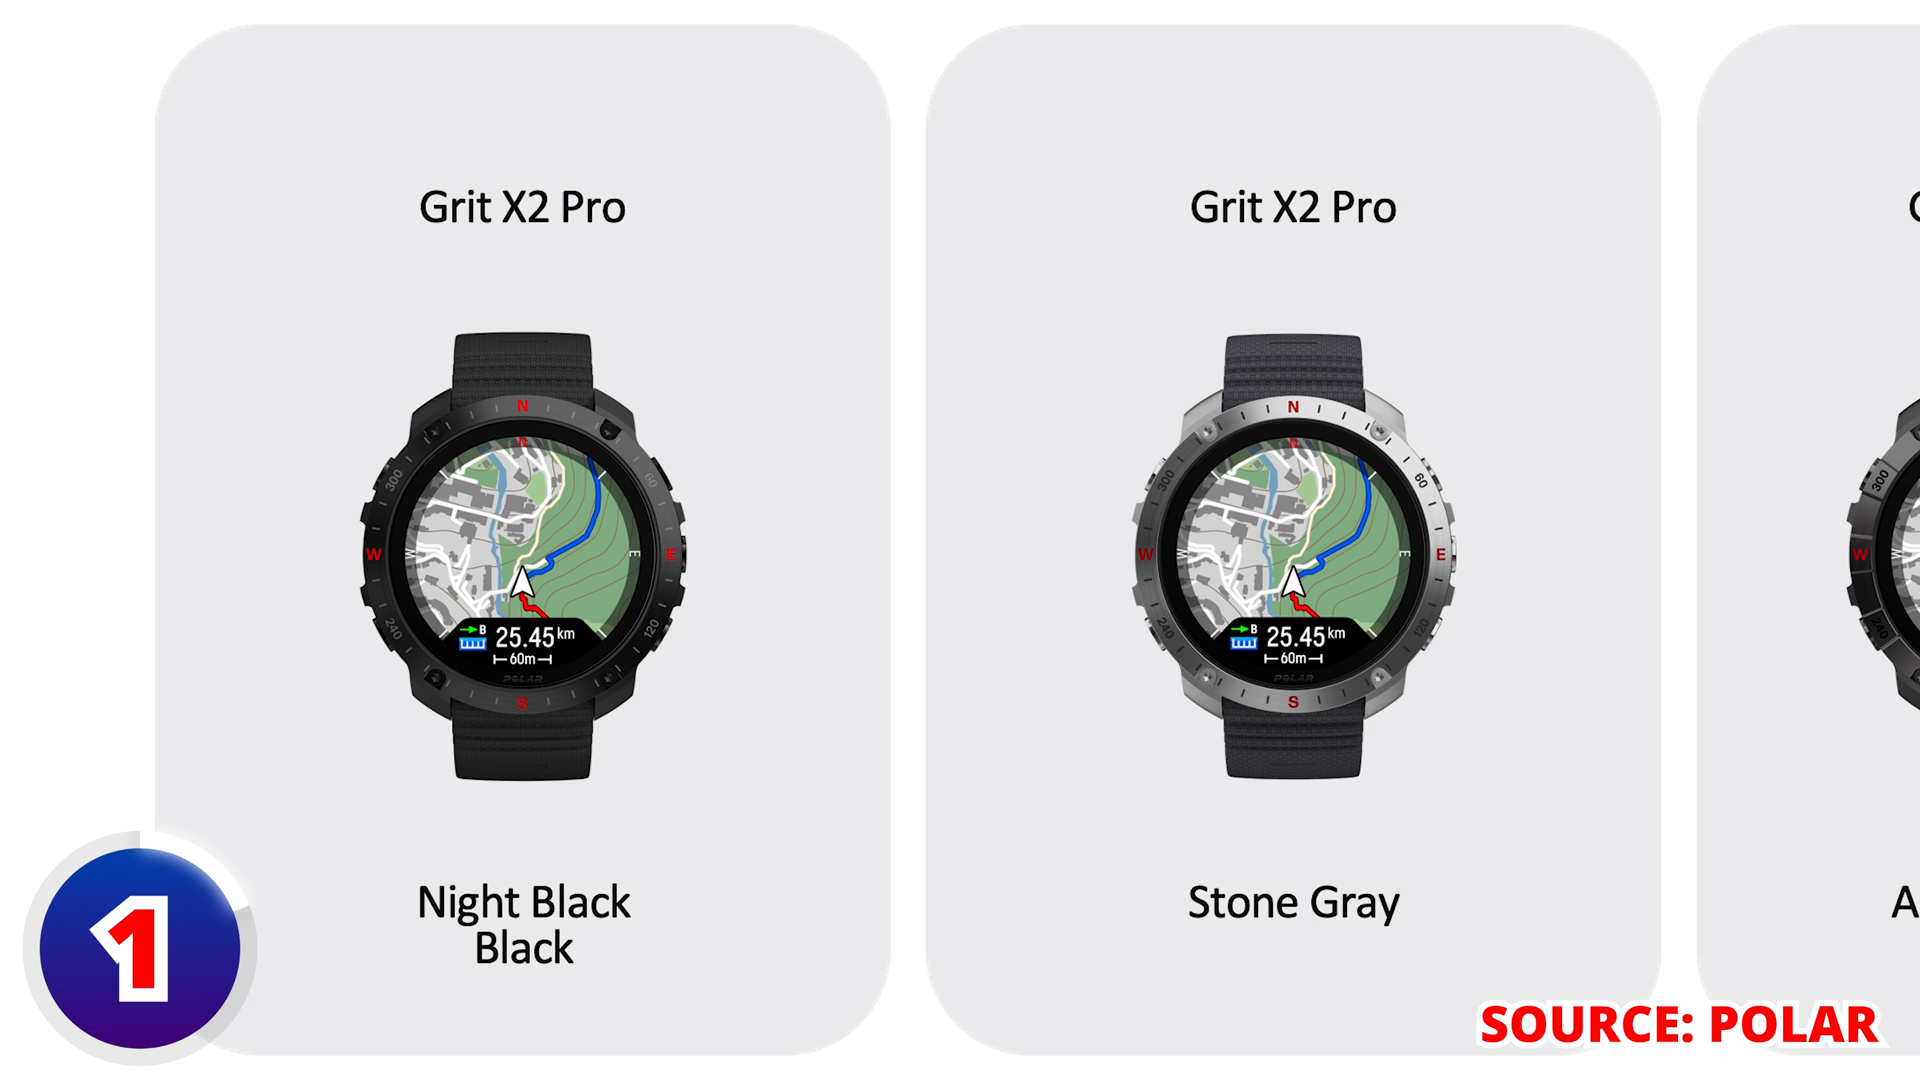 Grit X2 Pro
Grit X2 Pro
N
N
300
60
W
W
E
E
240
120
B
25.45 km
60m
POLAR
S
N
N
300
60
W
W
E
E
240
120
B
25.45 km
60m
POLAR
S
300
W
W
240
Night Black
Black
Stone Gray
A
1
SOURCE: POLAR